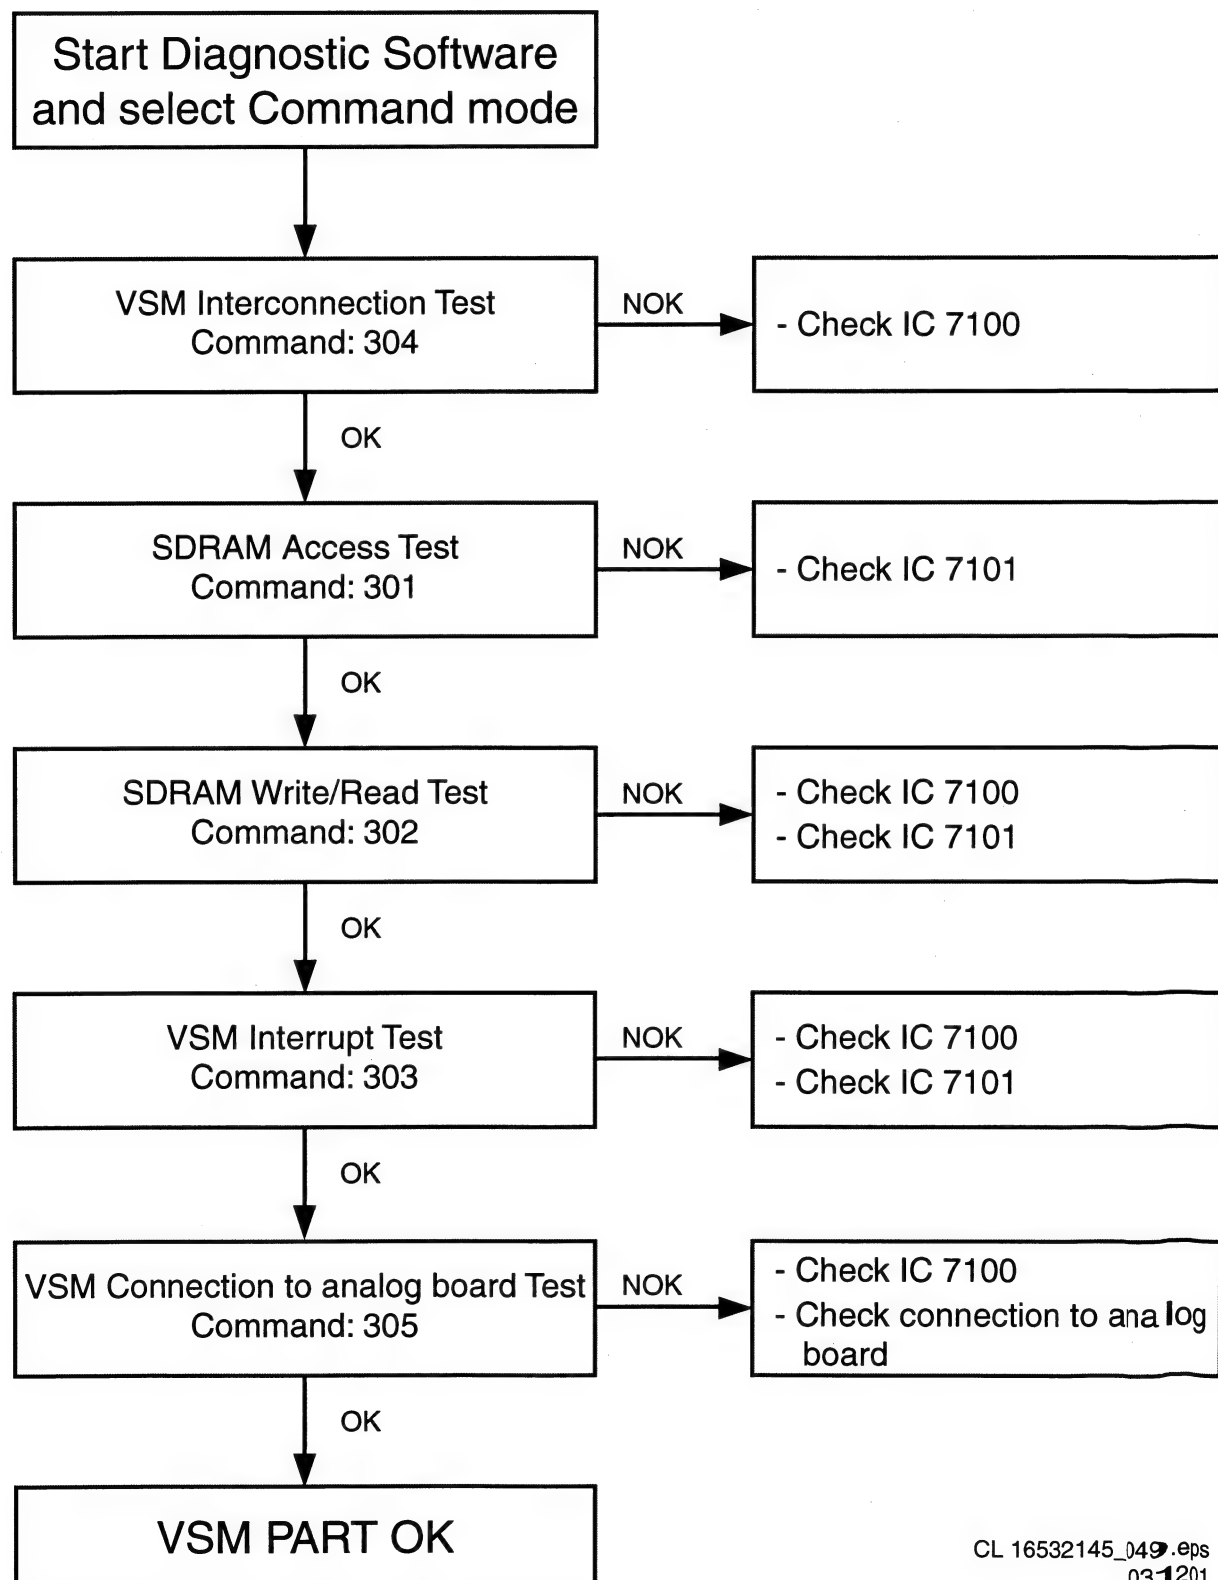 Start Diagnostic Software
and select Command mode
VSM Interconnection Test
Command: 304
NOK
- Check IC 7100
OK
SDRAM Access Test
Command: 301
NOK
- Check IC 7101
OK
SDRAM Write/Read Test
Command: 302
NOK
- Check IC 7100
- Check IC 7101
OK
VSM Interrupt Test
Command: 303
NOK
- Check IC 7100
- Check IC 7101
OK
VSM Connection to analog board Test
Command: 305
NOK
- Check IC 7100
- Check connection to analog
board
OK
VSM PART OK
CL 16532145_049.eps
031201